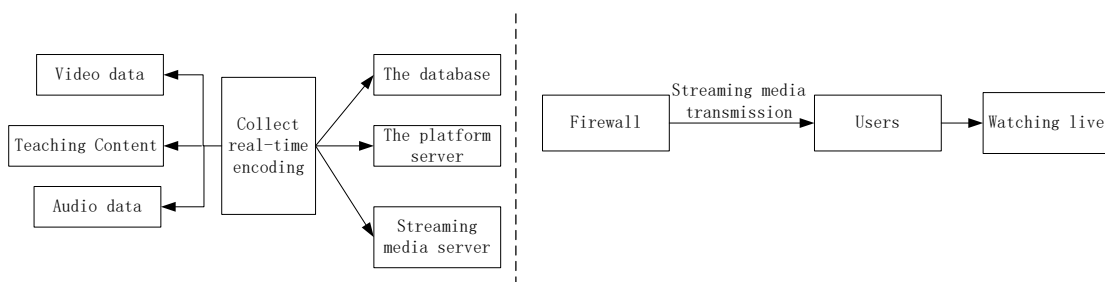 Video data
Teaching Content
Audio data
Collect
real-time
encoding
The database
The platform
server
Streaming
media server
Firewall
Streaming media
transmission
Users
Watching live